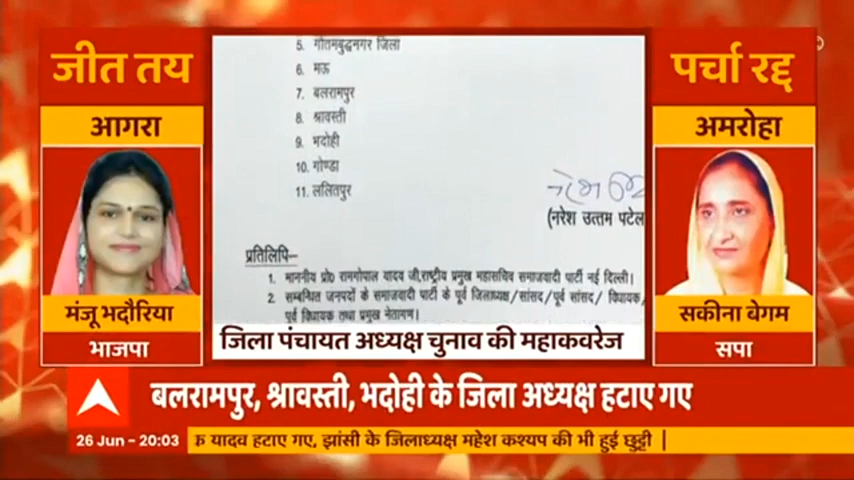 जीत तय
आगरा
मंजू भदौरिया
भाजपा
5. गौतमबुद्धनगर जिला
6. मऊ
7. बलरामपुर
8. श्रावस्ती
9. भदोही
10. गोण्डा
11. ललितपुर
(नरेश उत्तम पटेल
प्रतिलिपि–
1. माननीय प्रो० रामगोपाल यादव जी,राष्ट्रीय प्रमुख महासचिव समाजवादी पार्टी नई दिल्ली।
2. सम्बन्धित जनपदों के समाजवादी पार्टी के पूर्व जिलाध्यक्ष/सांसद/पूर्व सांसद/ विधायक/
पूर्व विधायक तथा प्रमुख नेतागण।
जिला पंचायत अध्यक्ष चुनाव की महाकवरेज
पर्चा रद्द
अमरोहा
सकीना बेगम
सपा
बलरामपुर, श्रावस्ती, भदोही के जिला अध्यक्ष हटाए गए
26 Jun - 20:03
यादव हटाए गए, झांसी के जिलाध्यक्ष महेश कश्यप की भी हुई छुट्टी